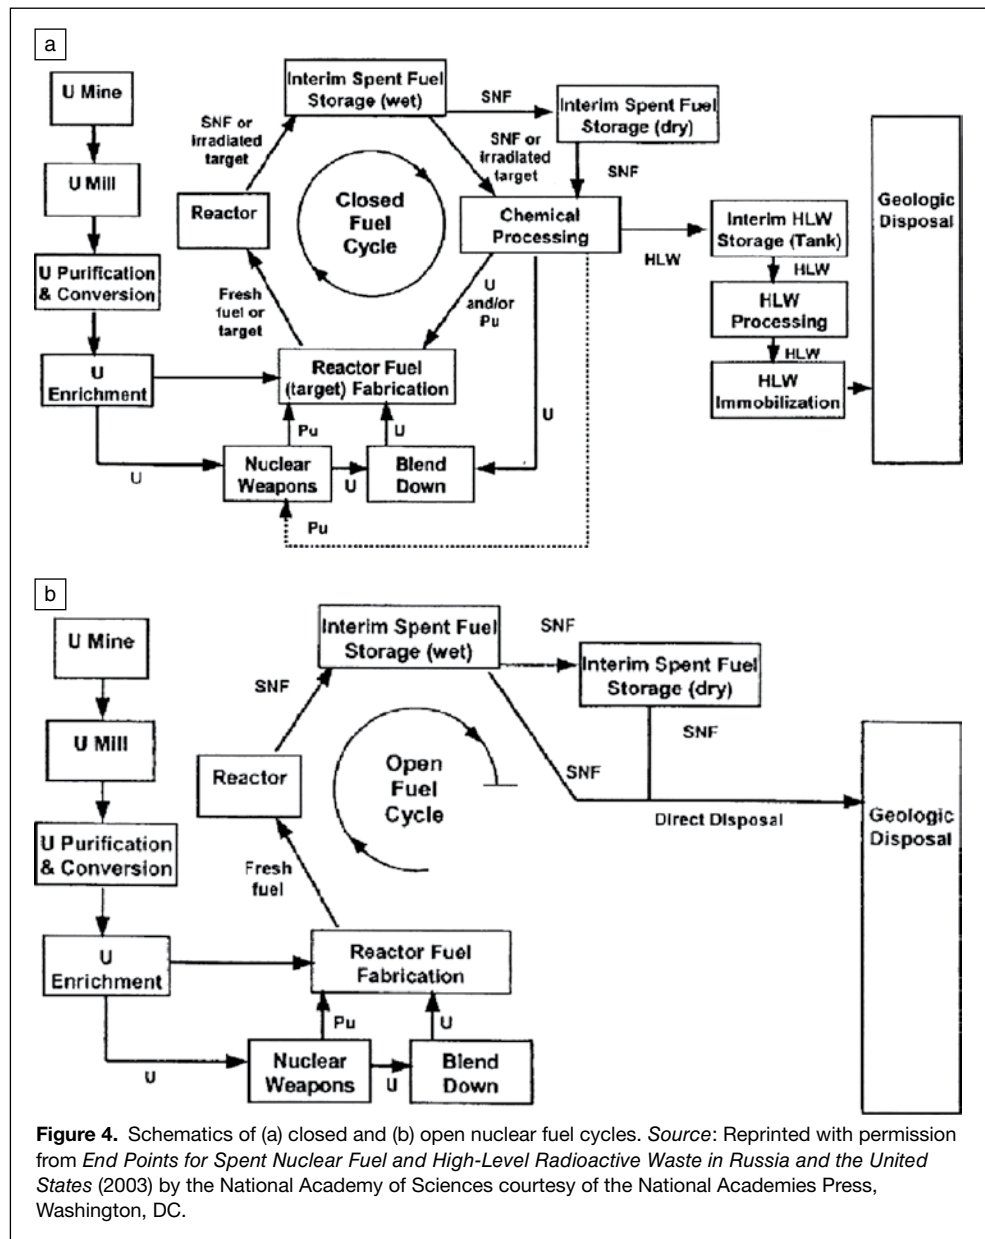 a
U Mine
U Mill
U Purification
& Conversion
U
Enrichment
U
Interim Spent Fuel
Storage (wet)
SNF
Interim Spent Fuel
Storage (dry)
SNF or
irradiated
target
SNF or
irradiated
target
SNF
Reactor
Closed
Fuel
Cycle
Chemical
Processing
HLW
Interim HLW
Storage (Tank)
HLW
HLW
Processing
HLW
HLW
Immobilization
Geologic
Disposal
Fresh
fuel or
target
U
and/or
Pu
Reactor Fuel
(target) Fabrication
Pu
U
U
Nuclear
Weapons
U
Blend
Down
Pu
b
U Mine
U Mill
U Purification
& Conversion
U
Enrichment
U
Interim Spent Fuel
Storage (wet)
SNF
Interim Spent Fuel
Storage (dry)
SNF
SNF
SNF
Reactor
Open
Fuel
Cycle
Direct Disposal
Geologic
Disposal
Fresh
fuel
Reactor Fuel
Fabrication
Pu
U
Nuclear
Weapons
U
Blend
Down
Figure 4. Schematics of (a) closed and (b) open nuclear fuel cycles. Source: Reprinted with permission
from End Points for Spent Nuclear Fuel and High-Level Radioactive Waste in Russia and the United
States (2003) by the National Academy of Sciences courtesy of the National Academies Press,
Washington, DC.